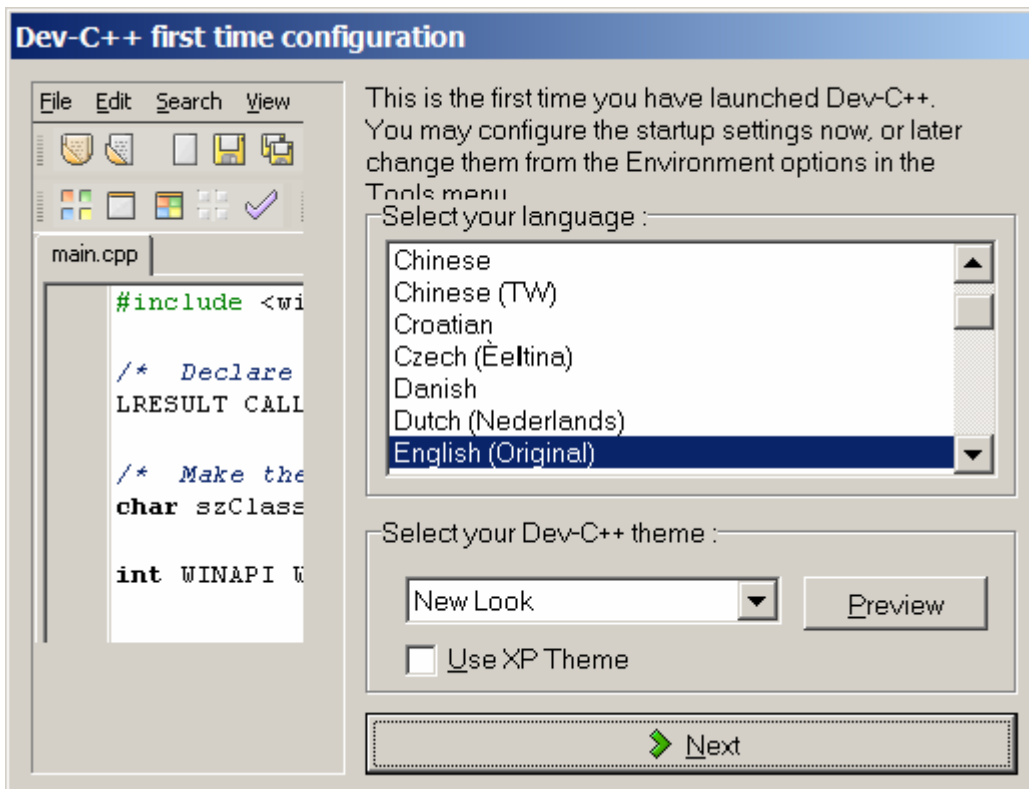 Dev-C++ first time configuration
File Edit Search View
main.cpp
#include <wi
/* Declare
LRESULT CALL
/* Make the
char szClass
int WINAPI W
This is the first time you have launched Dev-C++.
You may configure the startup settings now, or later
change them from the Environment options in the
Tools menu
Select your language :
Chinese
Chinese (TW)
Croatian
Czech (Èeltina)
Danish
Dutch (Nederlands)
English (Original)
Select your Dev-C++ theme :
New Look
Preview
Use XP Theme
Next